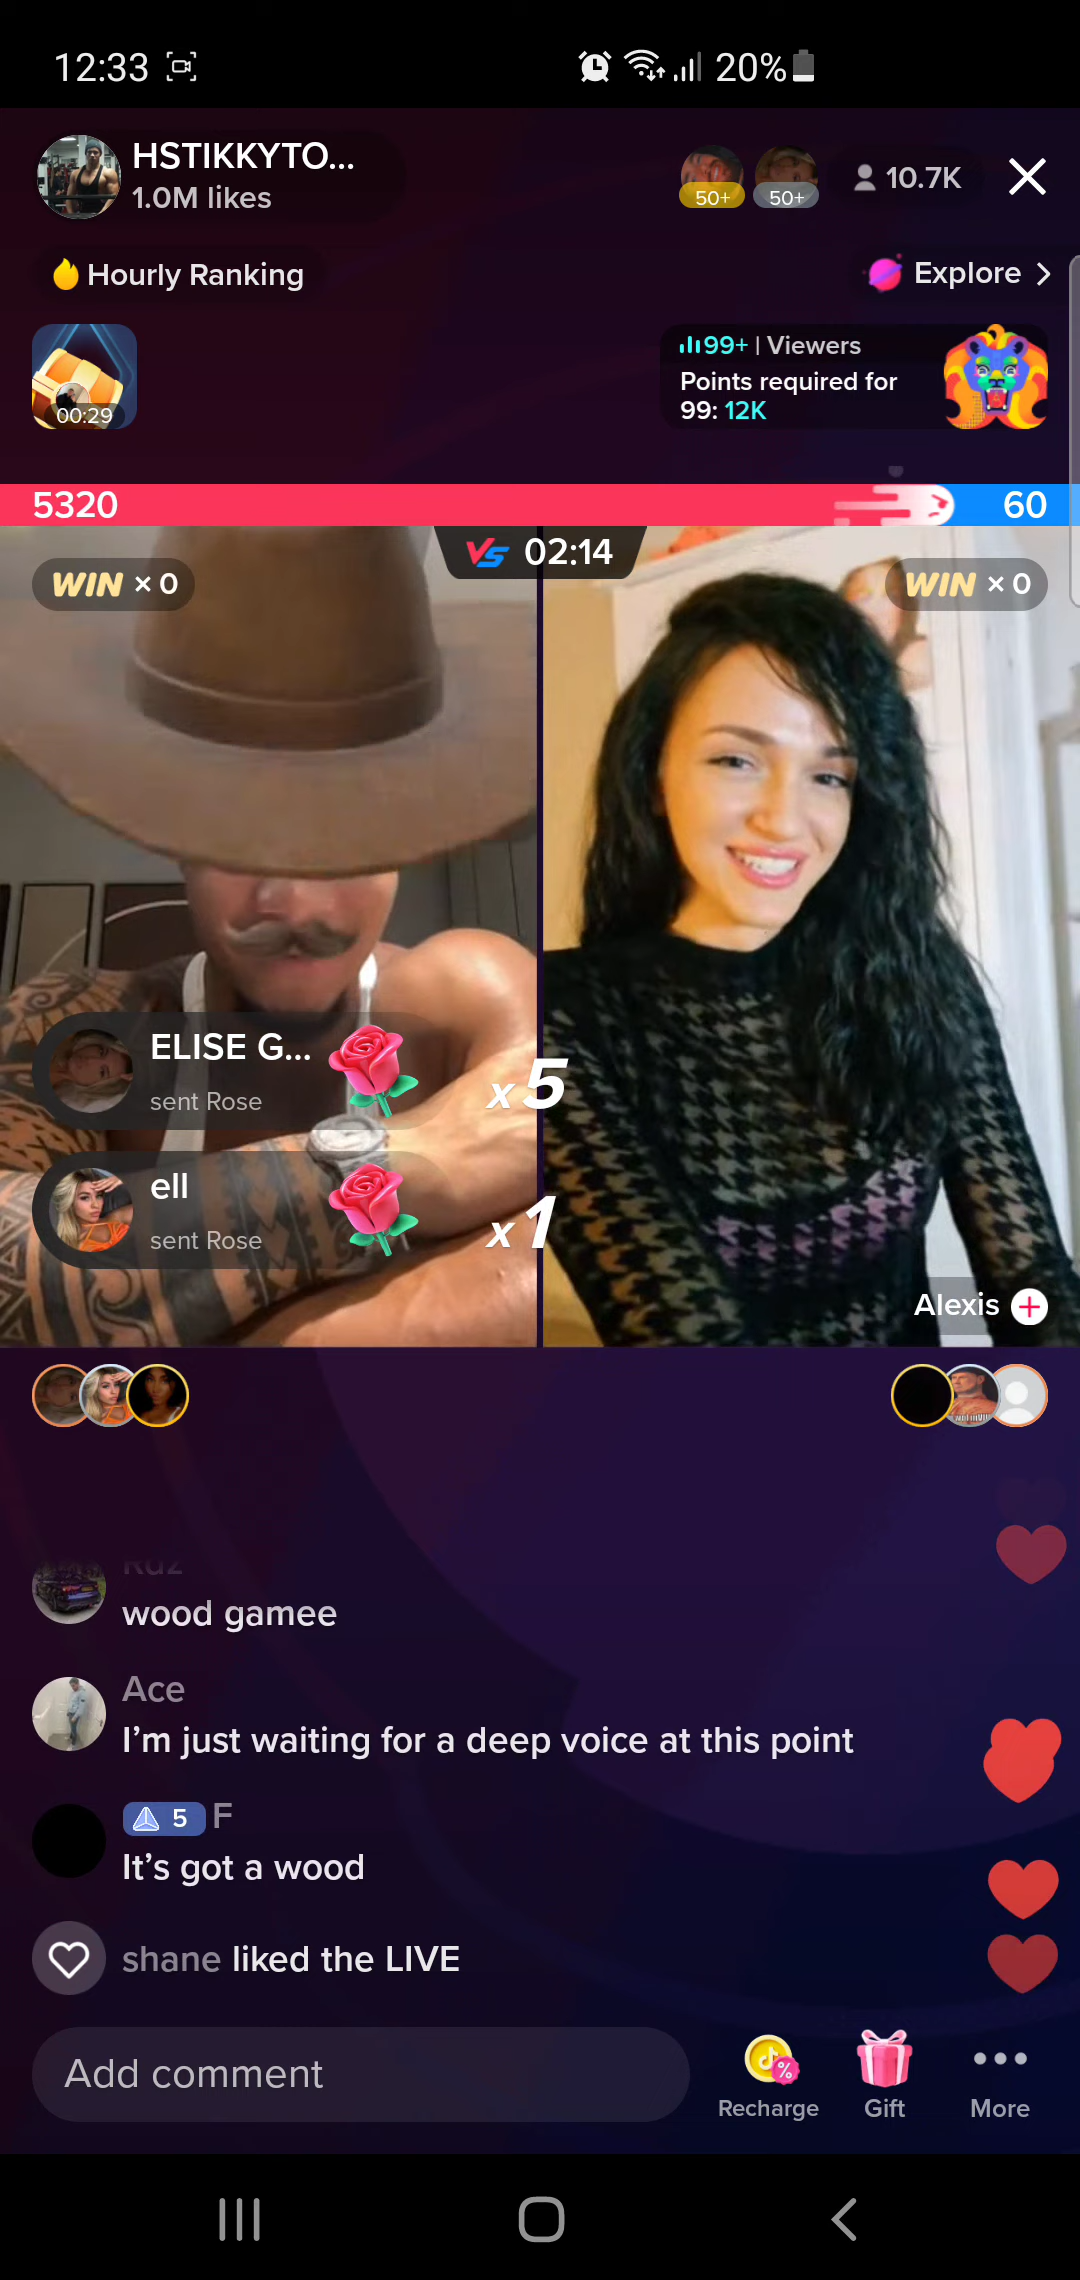 12:33
20%
HSTIKKYTO...
1.0M likes
50+
50+
10.7K
Hourly Ranking
Explore
00:29
99+ | Viewers
Points required for
99: 12K
5320
60
VS 02:14
WIN × 0
WIN × 0
ELISE G...
sent Rose
x5
ell
sent Rose
x1
Alexis
wood gamee
Ace
I'm just waiting for a deep voice at this point
5 F
It's got a wood
shane liked the LIVE
Add comment
Recharge
Gift
More